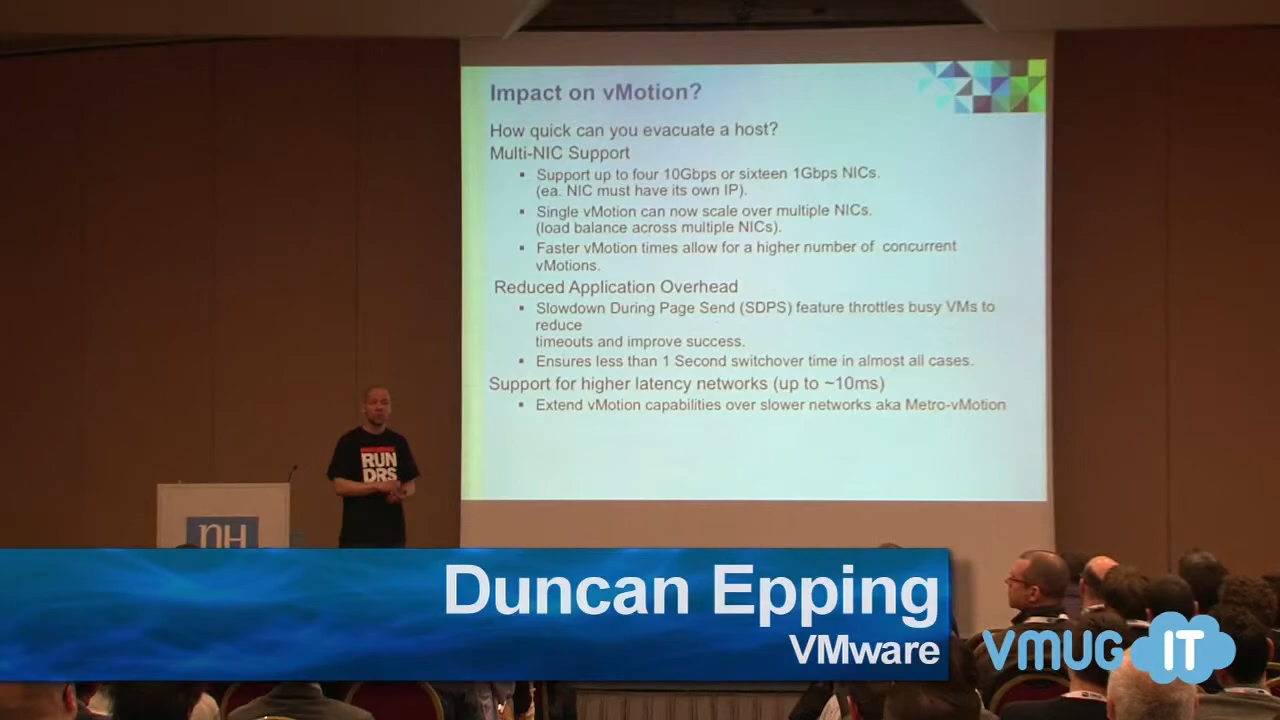 Impact on vMotion?
How quick can you evacuate a host?
Multi-NIC Support
▪ Support up to four 10Gbps or sixteen 1Gbps NICs.
(ea. NIC must have its own IP).
▪ Single vMotion can now scale over multiple NICs.
(load balance across multiple NICs).
▪ Faster vMotion times allow for a higher number of concurrent
vMotions.
Reduced Application Overhead
▪ Slowdown During Page Send (SDPS) feature throttles busy VMs to
reduce
timeouts and improve success.
▪ Ensures less than 1 Second switchover time in almost all cases.
Support for higher latency networks (up to ~10ms)
▪ Extend vMotion capabilities over slower networks aka Metro-vMotion
RUN
DRS
nH
Duncan Epping
VMware
VMUG IT